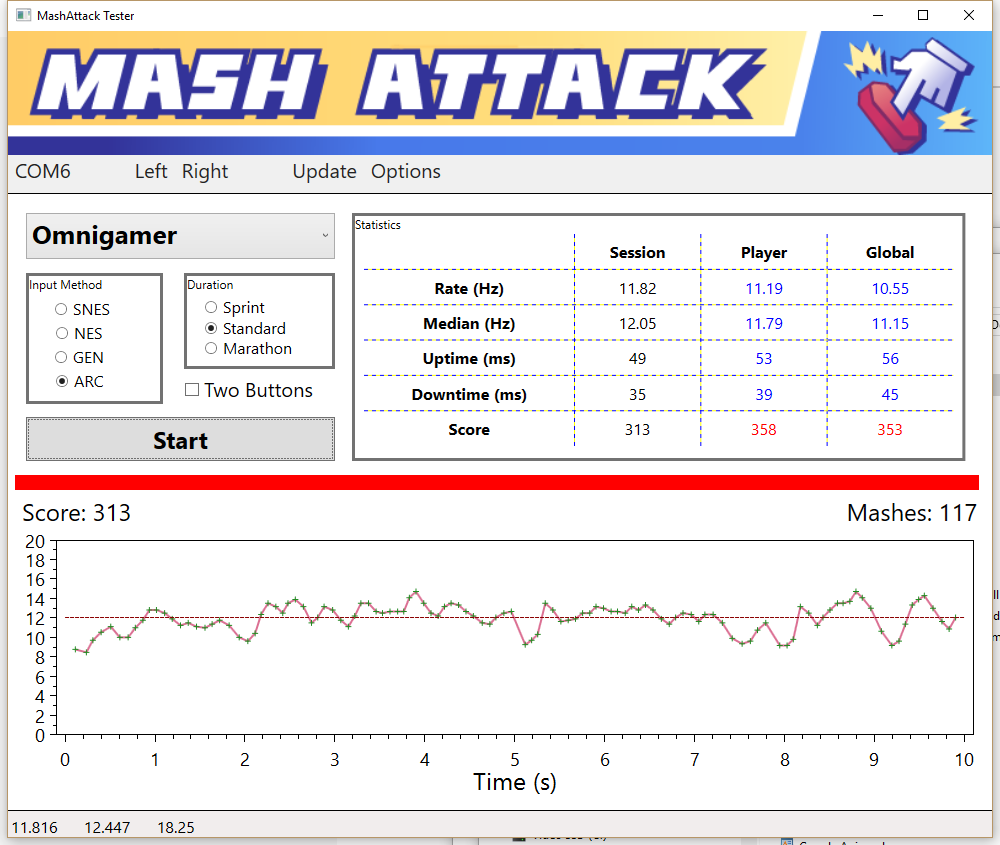 MashAttack Tester
MASH ATTACK
COM6 Left Right Update Options
Omnigamer
Input Method
SNES
NES
GEN
ARC
Duration
Sprint
Standard
Marathon
Two Buttons
Start
Statistics
Session Player Global
Rate (Hz) 11.82 11.19 10.55
Median (Hz) 12.05 11.79 11.15
Uptime (ms) 49 53 56
Downtime (ms) 35 39 45
Score 313 358 353
Score: 313 Mashes: 117
20
18
16
14
12
10
8
6
4
2
0
0 1 2 3 4 5 6 7 8 9 10
Time (s)
11.816 12.447 18.25